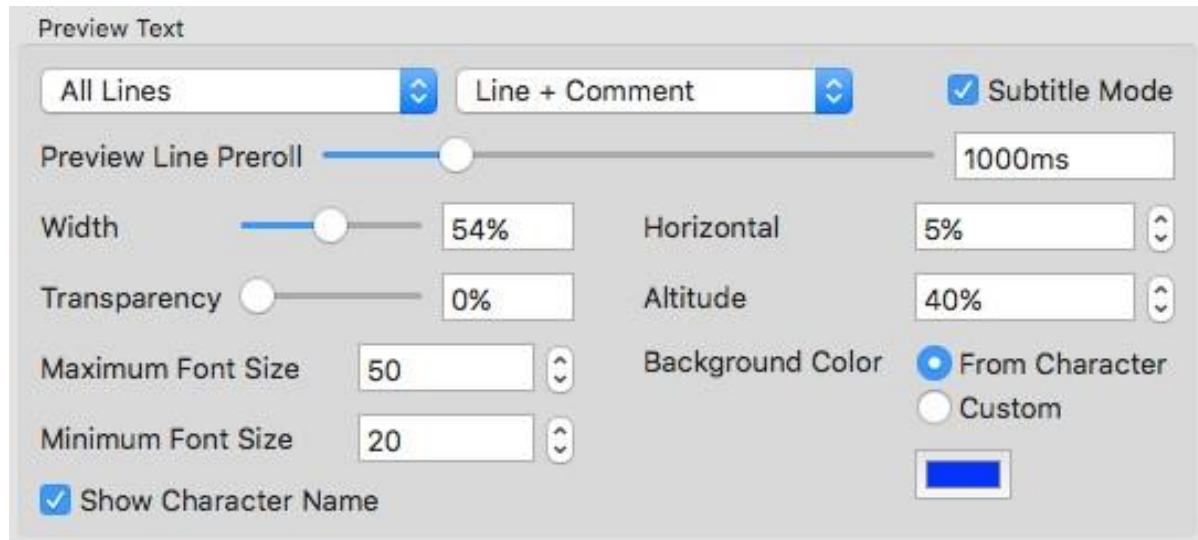 Preview Text
All Lines Line + Comment Subtitle Mode
Preview Line Preroll 1000ms
Width 54% Horizontal 5%
Transparency 0% Altitude 40%
Maximum Font Size 50 Background Color From Character
Custom
Minimum Font Size 20
Show Character Name